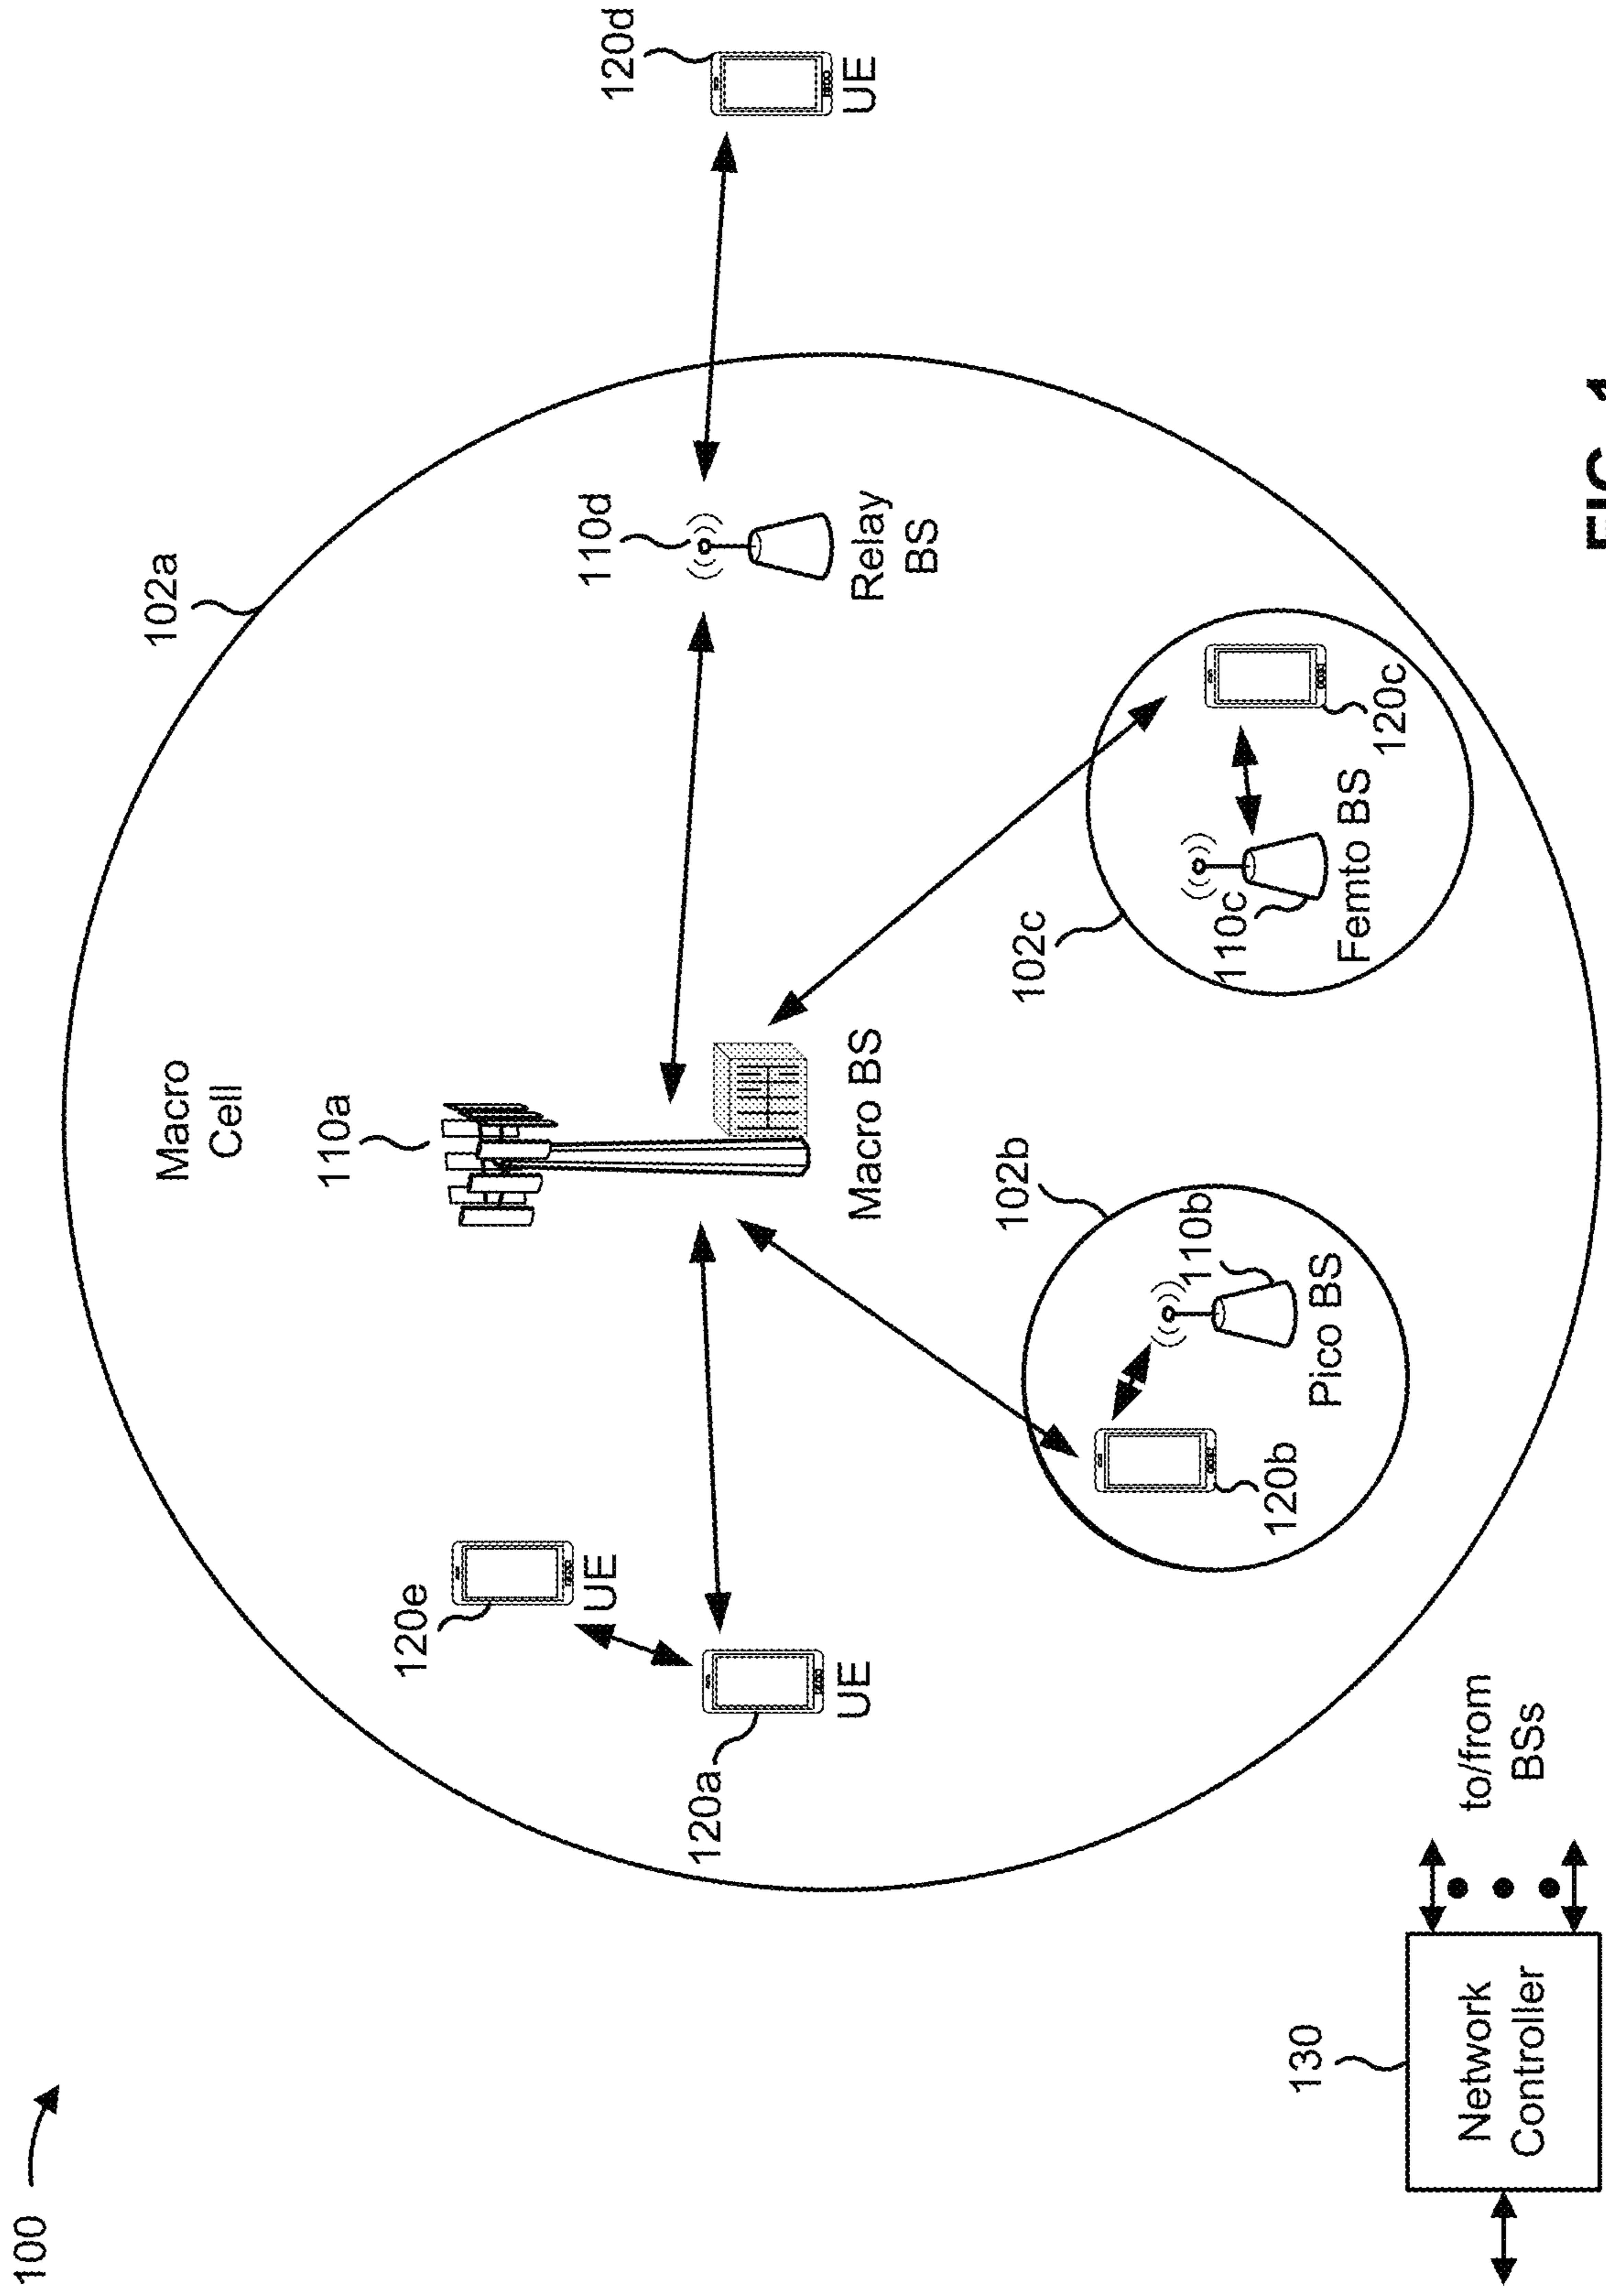 100
102a
Macro
Cell
110a
120d
UE
110d
Relay
BS
120e
UE
Macro BS
120a
UE
102c
102b
110c
Femto BS
120c
110b
Pico BS
120b
130
Network
Controller
to/from
BSs